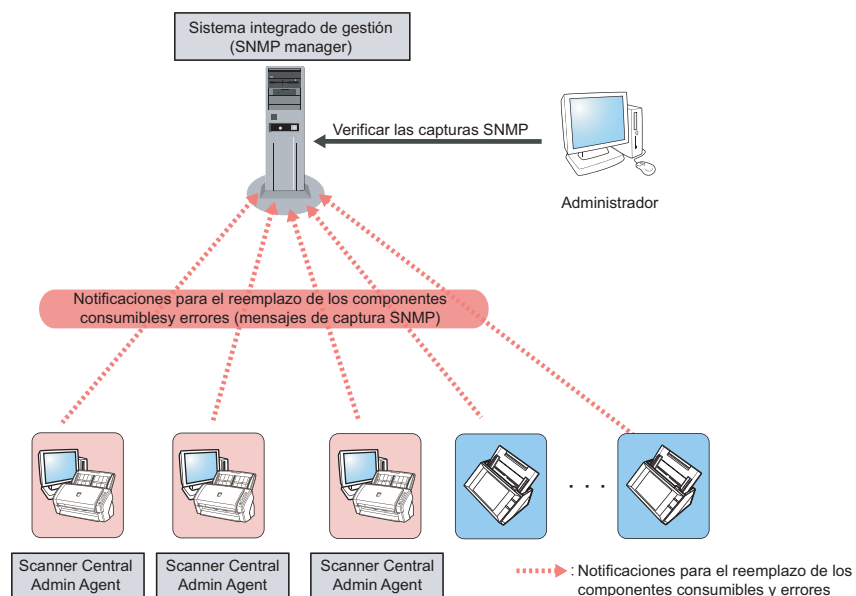 Sistema integrado de gestión
(SNMP manager)
Verificar las capturas SNMP
Administrador
Notificaciones para el reemplazo de los componentes
consumiblesy errores (mensajes de captura SNMP)
. . .
Scanner Central
Admin Agent
Scanner Central
Admin Agent
Scanner Central
Admin Agent
: Notificaciones para el reemplazo de los
componentes consumibles y errores